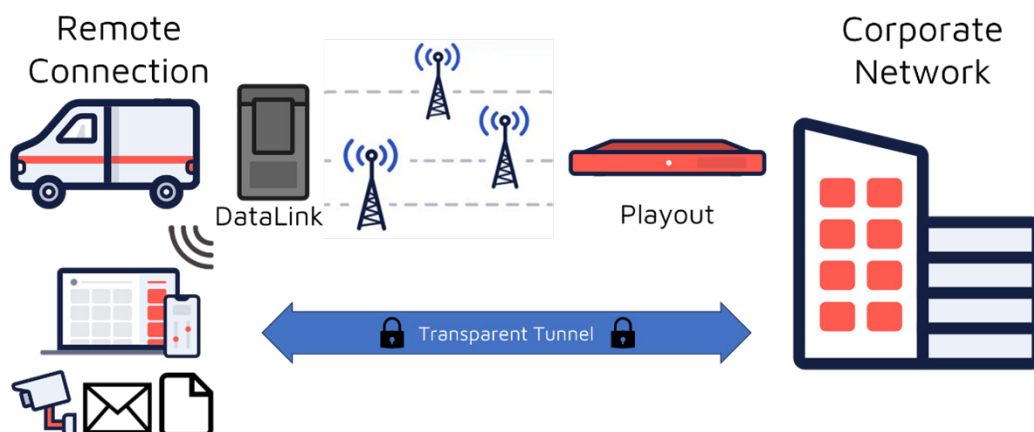 Remote
Connection
Corporate
Network
DataLink
Playout
Transparent Tunnel